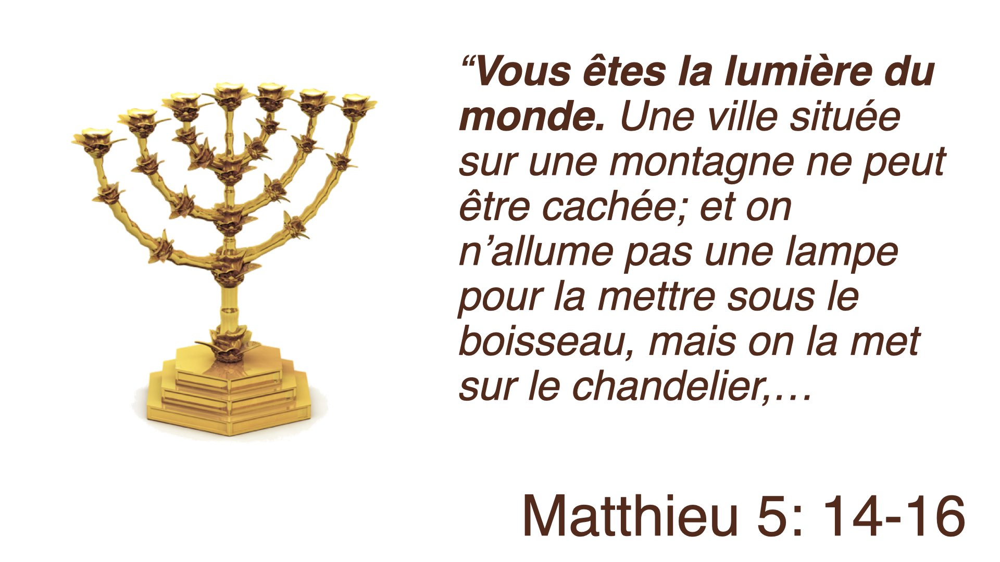 “Vous êtes la lumière du
monde. Une ville située
sur une montagne ne peut
être cachée; et on
n’allume pas une lampe
pour la mettre sous le
boisseau, mais on la met
sur le chandelier,…
Matthieu 5: 14-16